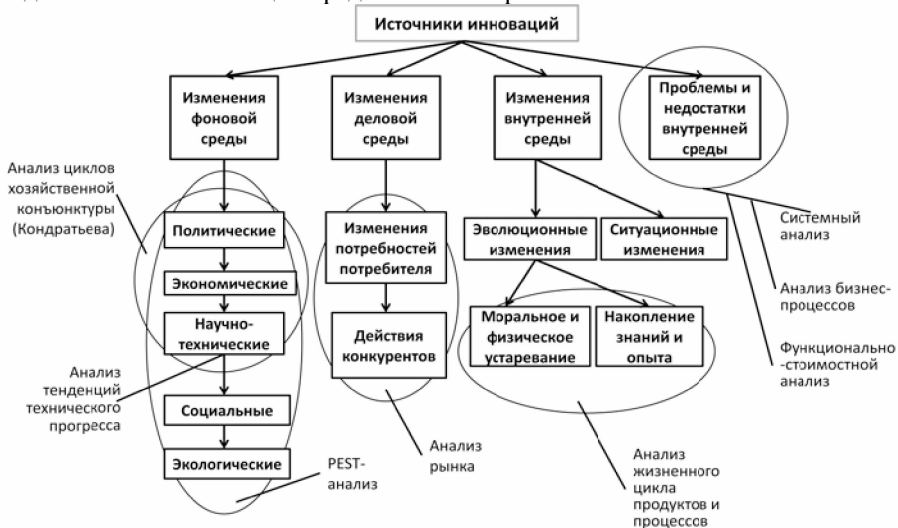 Источники инноваций
Изменения
фоновой
среды
Изменения
деловой
среды
Изменения
внутренней
среды
Проблемы и
недостатки
внутренней
среды
Анализ циклов
хозяйственной
конъюнктуры
(Кондратьева)
Политические
Экономические
Научно-
технические
Социальные
Экологические
Анализ
тенденций
технического
прогресса
PEST-
анализ
Изменения
потребностей
потребителя
Действия
конкурентов
Анализ
рынка
Эволюционные
изменения
Ситуационные
изменения
Моральное и
физическое
устаревание
Накопление
знаний и
опыта
Анализ
жизненного
цикла
продуктов и
процессов
Системный
анализ
Анализ бизнес-
процессов
Функционально
-стоимостной
анализ